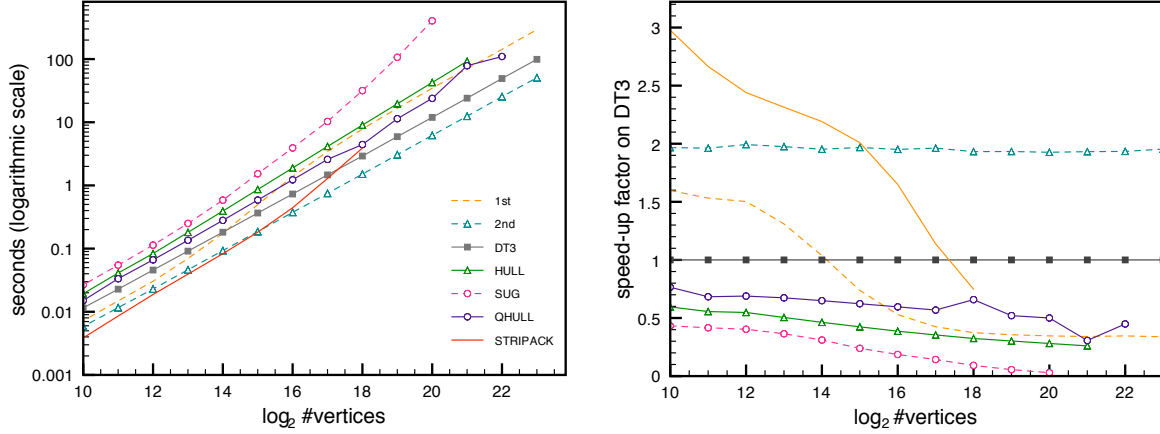 seconds (logarithmic scale)
100
10
1
0.1
0.01
0.001
10
12
14
16
18
20
22
log2 #vertices
1st
2nd
DT3
HULL
SUG
QHULL
STRIPACK
speed-up factor on DT3
3
2.5
2
1.5
1
0.5
0
10
12
14
16
18
20
22
log2 #vertices